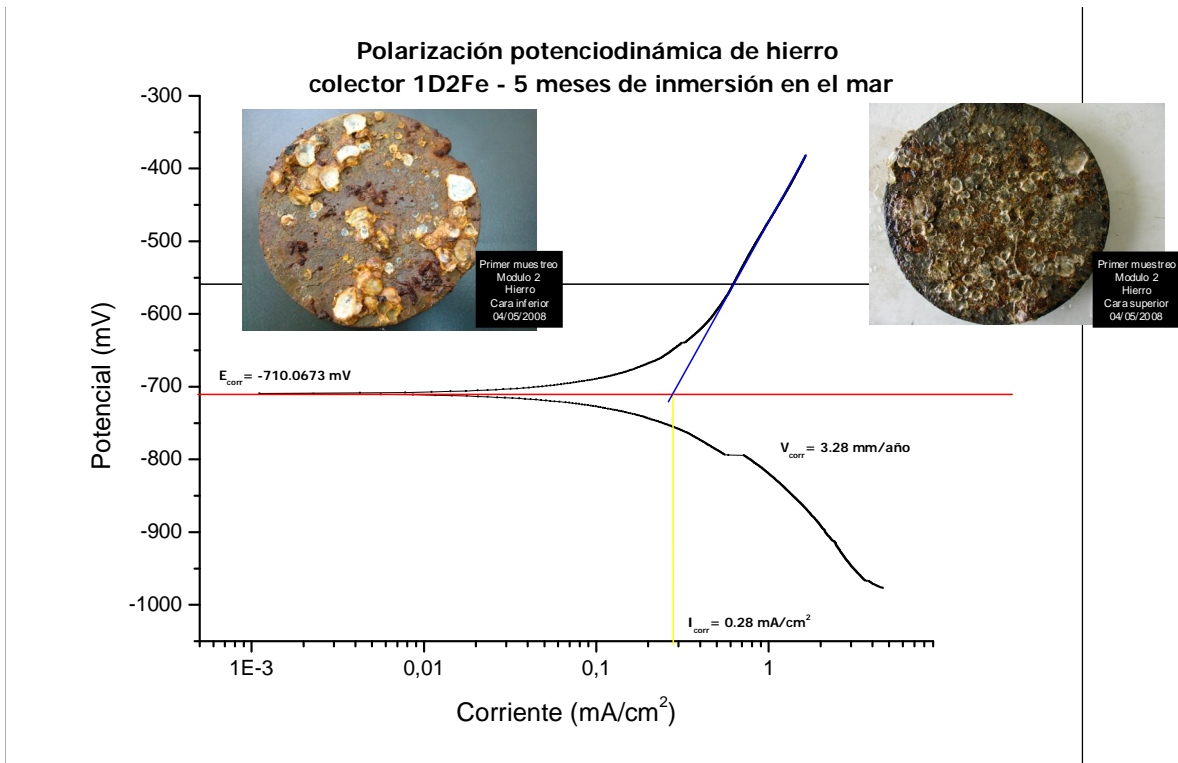 Polarización potenciodinámica de hierro
colector 1D2Fe - 5 meses de inmersión en el mar
-300
-400
-500
-600
-700
-800
-900
-1000
Potencial (mV)
Primer muestreo
Modulo 2
Hierro
Cara inferior
04/05/2008
Primer muestreo
Modulo 2
Hierro
Cara superior
04/05/2008
Ecorr= -710.0673 mV
Vcorr= 3.28 mm/año
Icorr= 0.28 mA/cm²
1E-3
0,01
0,1
1
Corriente (mA/cm²)